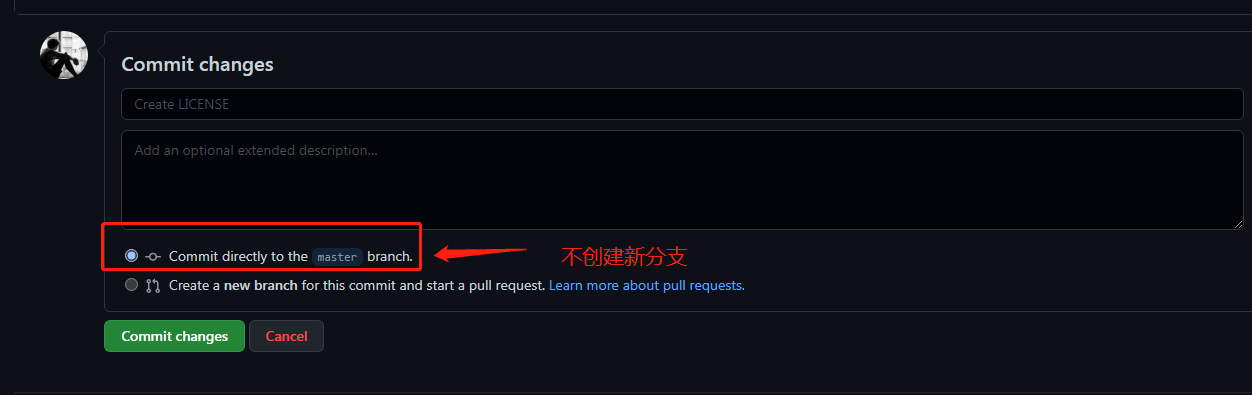 Commit changes
Create LICENSE
Add an optional extended description...
Commit directly to the master branch.
不创建新分支
Create a new branch for this commit and start a pull request. Learn more about pull requests.
Commit changes
Cancel